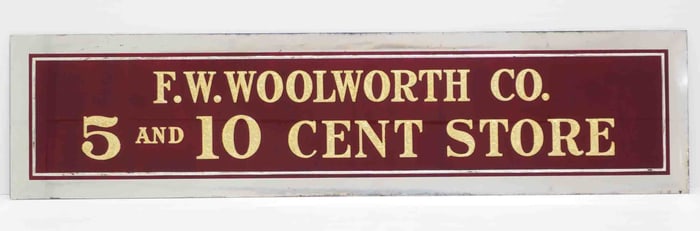 F.W. WOOLWORTH CO.
5 AND 10 CENT STORE